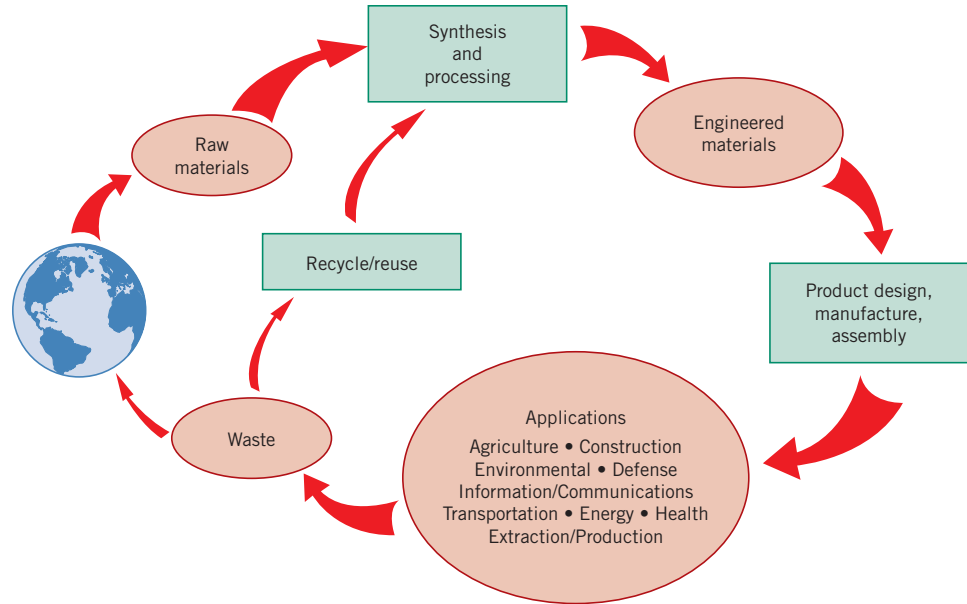 Synthesis
and
processing
Raw
materials
Engineered
materials
Recycle/reuse
Product design,
manufacture,
assembly
Applications
Agriculture • Construction
Environmental • Defense
Information/Communications
Transportation • Energy • Health
Extraction/Production
Waste